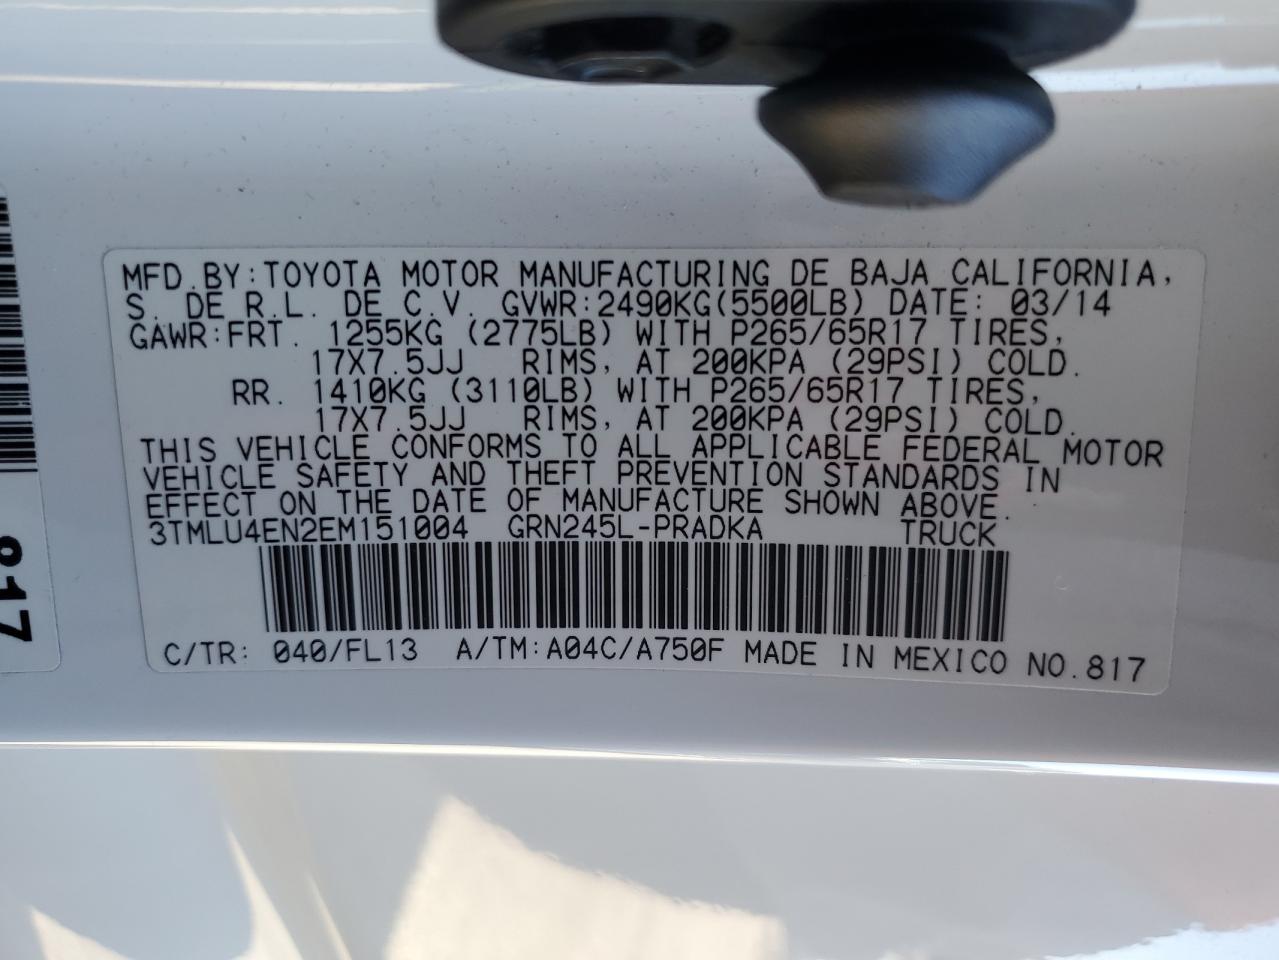 MFD.BY:TOYOTA MOTOR MANUFACTURING DE BAJA CALIFORNIA,
S. DE R.L. DE C.V. GVWR:2490KG(5500LB) DATE: 03/14
GAWR:FRT. 1255KG (2775LB) WITH P265/65R17 TIRES,
17X7.5JJ RIMS, AT 200KPA (29PSI) COLD.
RR. 1410KG (3110LB) WITH P265/65R17 TIRES,
17X7.5JJ RIMS, AT 200KPA (29PSI) COLD.
THIS VEHICLE CONFORMS TO ALL APPLICABLE FEDERAL MOTOR
VEHICLE SAFETY AND THEFT PREVENTION STANDARDS IN
EFFECT ON THE DATE OF MANUFACTURE SHOWN ABOVE.
3TMLU4EN2EM151004 GRN245L-PRADKA TRUCK
C/TR: 040/FL13 A/TM:A04C/A750F MADE IN MEXICO NO.817
817